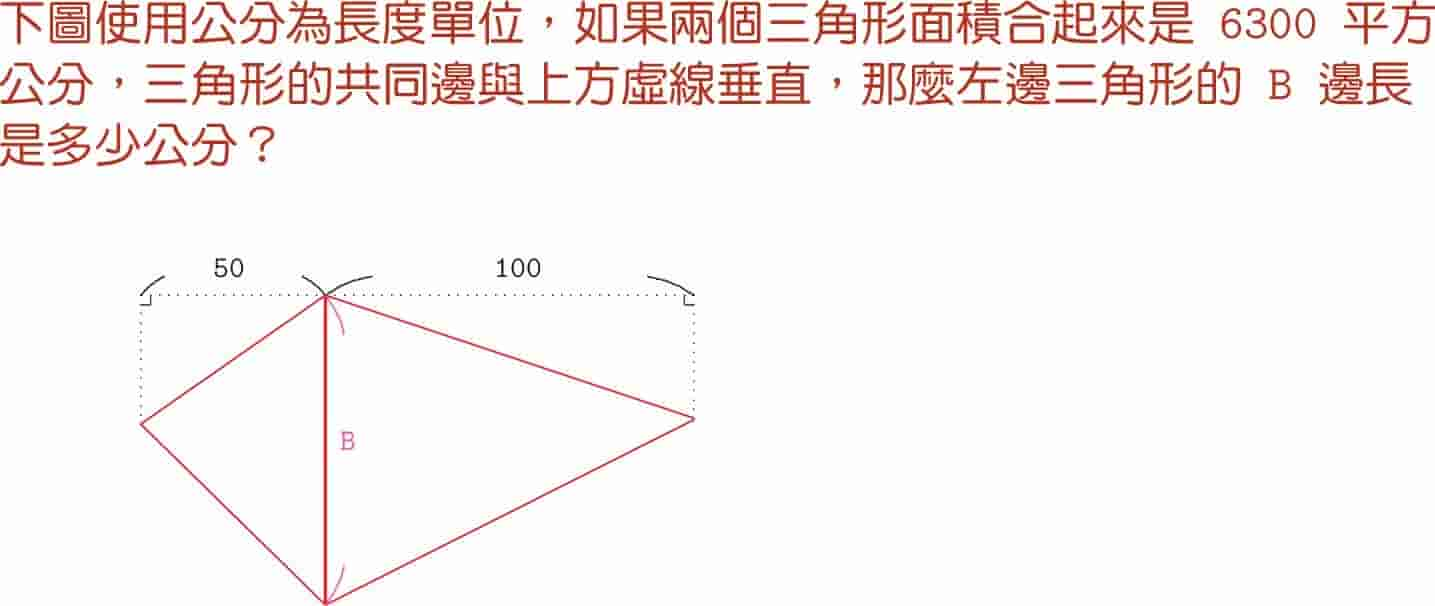 下圖使用公分為長度單位，如果兩個三角形面積合起來是 6300 平方
公分，三角形的共同邊與上方虛線垂直，那麼左邊三角形的 B 邊長
是多少公分？
50 100
B